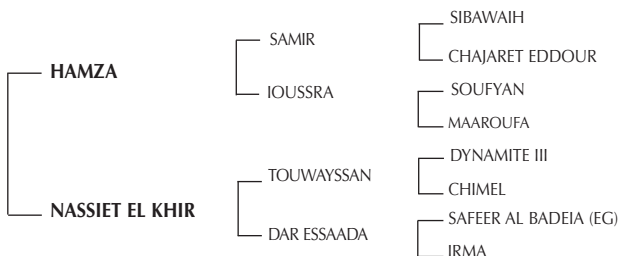 SIBAWAIH
SAMIR
CHAJARET EDDOUR
HAMZA
SOUFYAN
IOUSSRA
MAAROUFA
DYNAMITE III
TOUWAYSSAN
CHIMEL
NASSIET EL KHIR
SAFEER AL BADEIA (EG)
DAR ESSAADA
IRMA